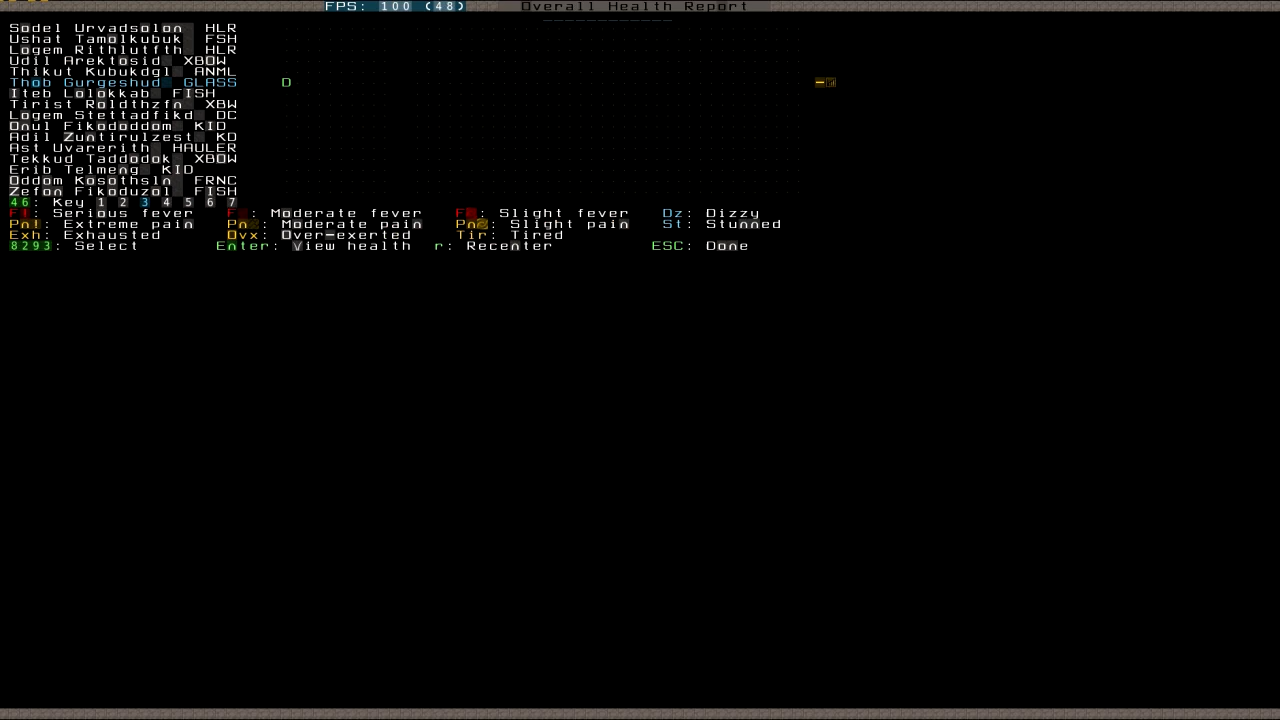 FPS: 100 (48) Overall Health Report
Sodel Urvadsolon HLR
Ushat Tamolkubuk FSH
Logem Rithlutfth HLR
Udil Arektosid XBOW
Thikut Kubukdgl ANML
Thob Gurgeshud GLASS D
Iteb Lolokkab FISH
Tirist Roldthzfn XBW
Logem Stettadfikd OC
Onul Fikododdom KID
Adil Zuntirulzest KD
Ast Uvarerith HAULER
Tekkud Taddodok XBOW
Erib Telmeng KID
Oddom Kosothsln FRNC
Zefon Fikoduzol FISH
46: Key 1 2 3 4 5 6 7
F!: Serious fever F : Moderate fever F : Slight fever Dz: Dizzy
Pn!: Extreme pain Pn : Moderate pain Pn : Slight pain St: Stunned
Exh: Exhausted Ovx: Over-exerted Tir: Tired
8293: Select Enter: View health r: Recenter ESC: Done